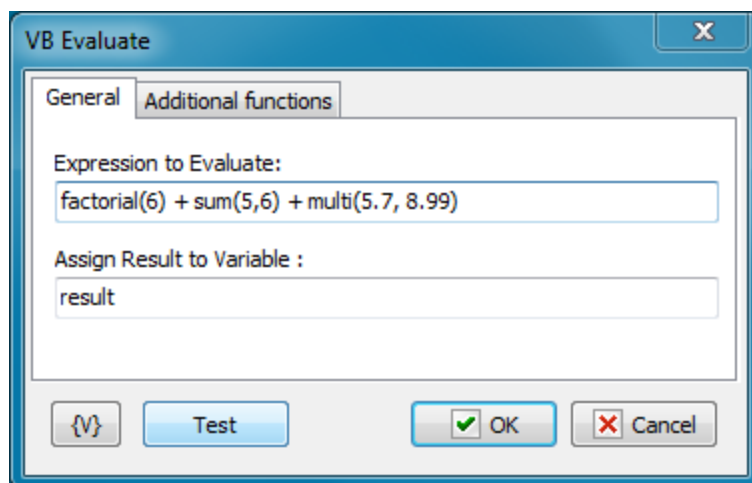 VB Evaluate
General Additional functions
Expression to Evaluate:
factorial(6) + sum(5,6) + multi(5.7, 8.99)
Assign Result to Variable :
result
{V} Test OK Cancel